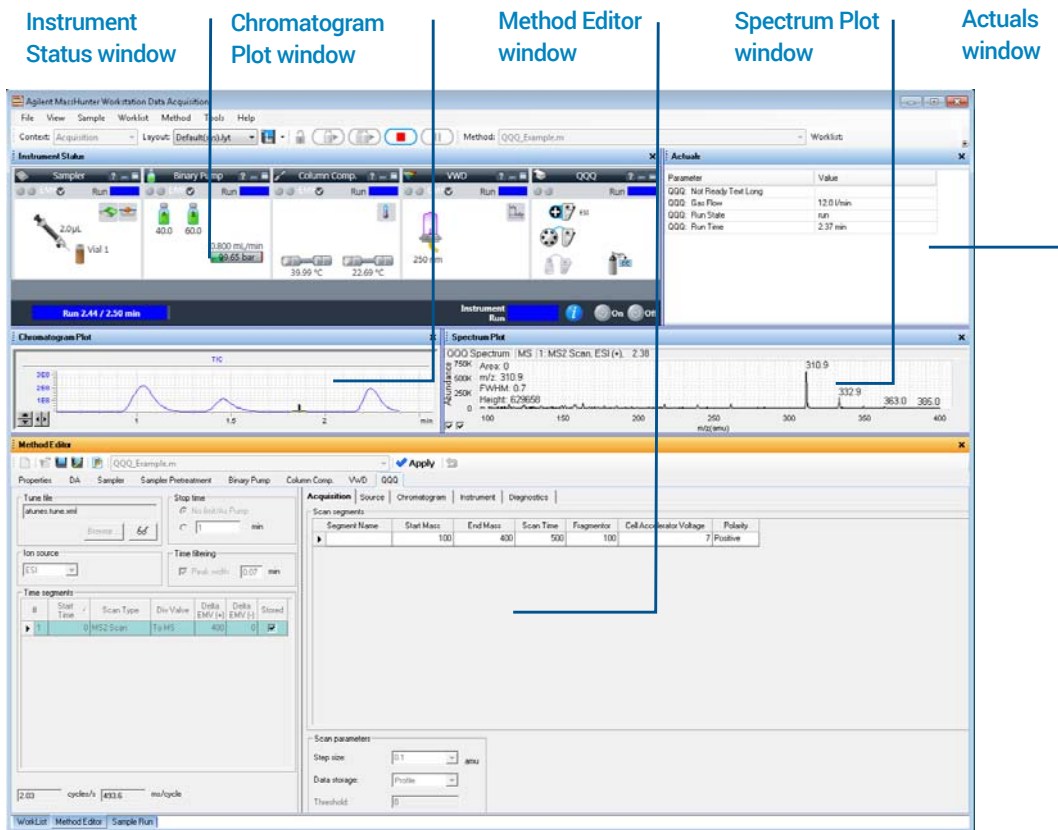 Instrument Status window
Chromatogram Plot window
Method Editor window
Spectrum Plot window
Actuals window
Agilent MassHunter Workstation Data Acquisition
File View Sample Worklist Method Tools Help
Context: Acquisition Layout: Default(sys).lyt Method: QQQ_Example.m Worklist:
Instrument Status
Sampler Binary Pump Column Comp. VWD QQQ
Run Run Run Run Run
2.0µL
Vial 1
40.0 60.0
0.800 mL/min
99.65 bar
39.99 °C 22.69 °C
250 nm
ESI
Run 2.44 / 2.50 min
Instrument Run
On Off
Actuals
Parameter Value
QQQ: Not Ready Text Long
QQQ: Gas Flow 12.0 l/min
QQQ: Run State run
QQQ: Run Time 2.37 min
Chromatogram Plot
TIC
1 1.5 2 min
Spectrum Plot
QQQ Spectrum MS 1: MS2 Scan, ESI (+), 2.38
Abundance
750K
500K
250K
0
Area: 0
m/z: 310.9
FWHM: 0.7
Height: 629658
310.9
332.9
363.0 385.0
100 150 200 250 300 350 400
m/z(amu)
Method Editor
QQQ_Example.m Apply
Properties DA Sampler Sampler Pretreatment Binary Pump Column Comp. VWD QQQ
Tune file
atunes.tune.xml
Browse
Stop time
No limit/As Pump
1 min
Ion source
ESI
Time filtering
Peak width 0.07 min
Time segments
# Start Time Scan Type Div Valve Delta EMV (+) Delta EMV (-) Stored
1 0 MS2 Scan To MS 400 0
2.03 cycles/s 493.6 ms/cycle
Acquisition Source Chromatogram Instrument Diagnostics
Scan segments
Segment Name Start Mass End Mass Scan Time Fragmentor Cell Accelerator Voltage Polarity
100 400 500 100 7 Positive
Scan parameters
Step size: 0.1 amu
Data storage: Profile
Threshold: 0
WorkList Method Editor Sample Run